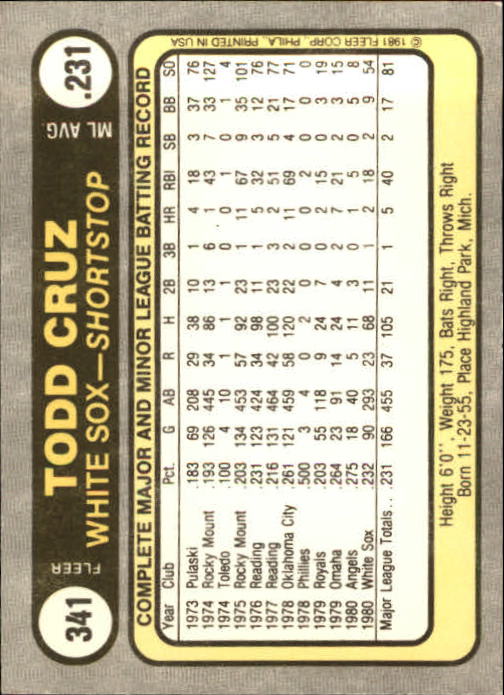 341
FLEER
TODD CRUZ
WHITE SOX—SHORTSTOP
ML AVG.
.231
COMPLETE MAJOR AND MINOR LEAGUE BATTING RECORD
Year Club Pct. G AB R H 2B 3B HR RBI SB BB SO
1973 Pulaski .183 69 208 29 38 10 1 1 18 3 37 76
1974 Rocky Mount .193 126 445 34 86 13 6 4 43 7 33 127
1974 Toledo .100 4 10 1 1 1 0 0 1 0 0 4
1975 Rocky Mount .203 134 453 57 92 23 1 11 67 9 35 101
1976 Reading .231 123 424 34 98 11 1 5 32 1 12 76
1977 Reading .216 131 464 42 100 23 3 2 51 5 21 77
1978 Oklahoma City .261 121 459 58 120 22 2 11 69 4 17 71
1978 Phillies .500 3 4 0 2 0 0 0 2 0 0 0
1979 Royals .203 55 118 9 24 7 0 2 15 0 3 19
1979 Omaha .264 23 91 14 24 4 2 7 21 2 3 15
1980 Angels .275 18 40 5 11 3 0 1 5 0 5 8
1980 White Sox .232 90 293 23 68 11 1 2 18 2 9 54
Major League Totals . . .231 166 455 37 105 21 1 5 40 2 17 81
Height 6'0'', Weight 175, Bats Right, Throws Right
Born 11-23-55, Place Highland Park, Mich.
© 1981 FLEER CORP., PHILA., PRINTED IN USA